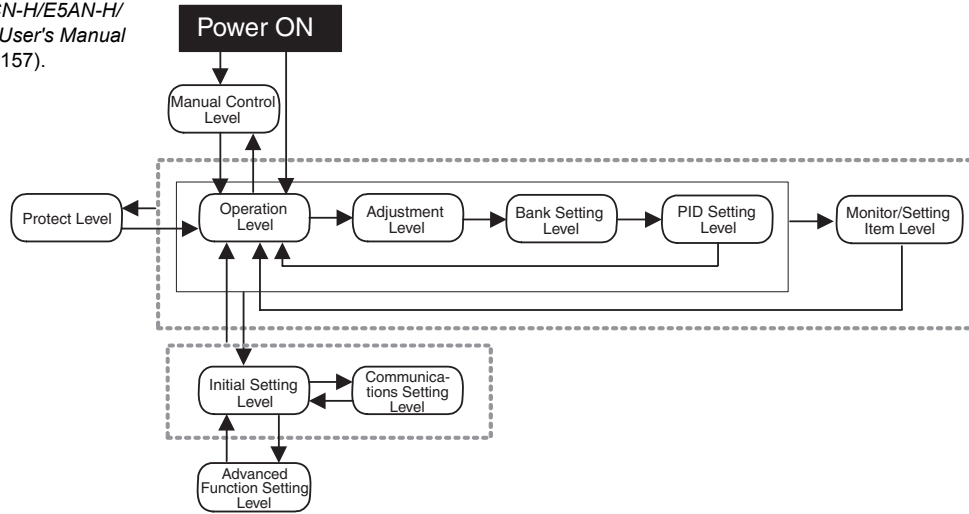 CN-H/E5AN-H/
User's Manual
157).
Power ON
Manual Control
Level
Protect Level
Operation
Level
Adjustment
Level
Bank Setting
Level
PID Setting
Level
Monitor/Setting
Item Level
Initial Setting
Level
Communica-
tions Setting
Level
Advanced
Function Setting
Level